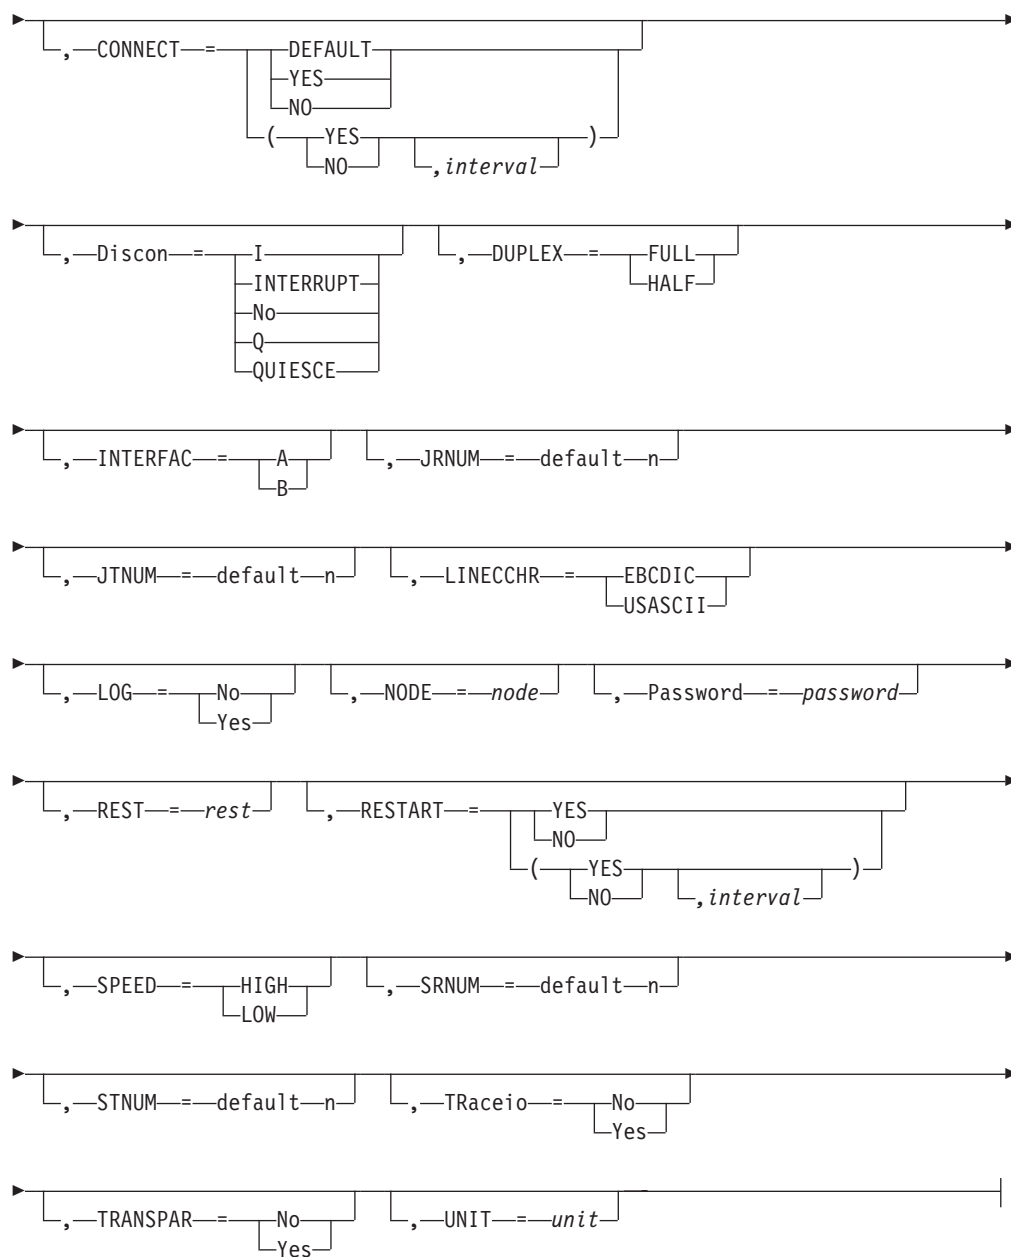 , CONNECT = DEFAULT
YES
NO
( YES )
NO , interval
, Discon = I , DUPLEX = FULL
INTERRUPT HALF
No
Q
QUIESCE
, INTERFAC = A , JRNUM = default n
B
, JTNUM = default n , LINECCHR = EBCDIC
USASCII
, LOG = No , NODE = node , Password = password
Yes
, REST = rest , RESTART = YES
NO
( YES )
NO , interval
, SPEED = HIGH , SRNUM = default n
LOW
, STNUM = default n , TRaceio = No
Yes
, TRANSPAR = No , UNIT = unit
Yes